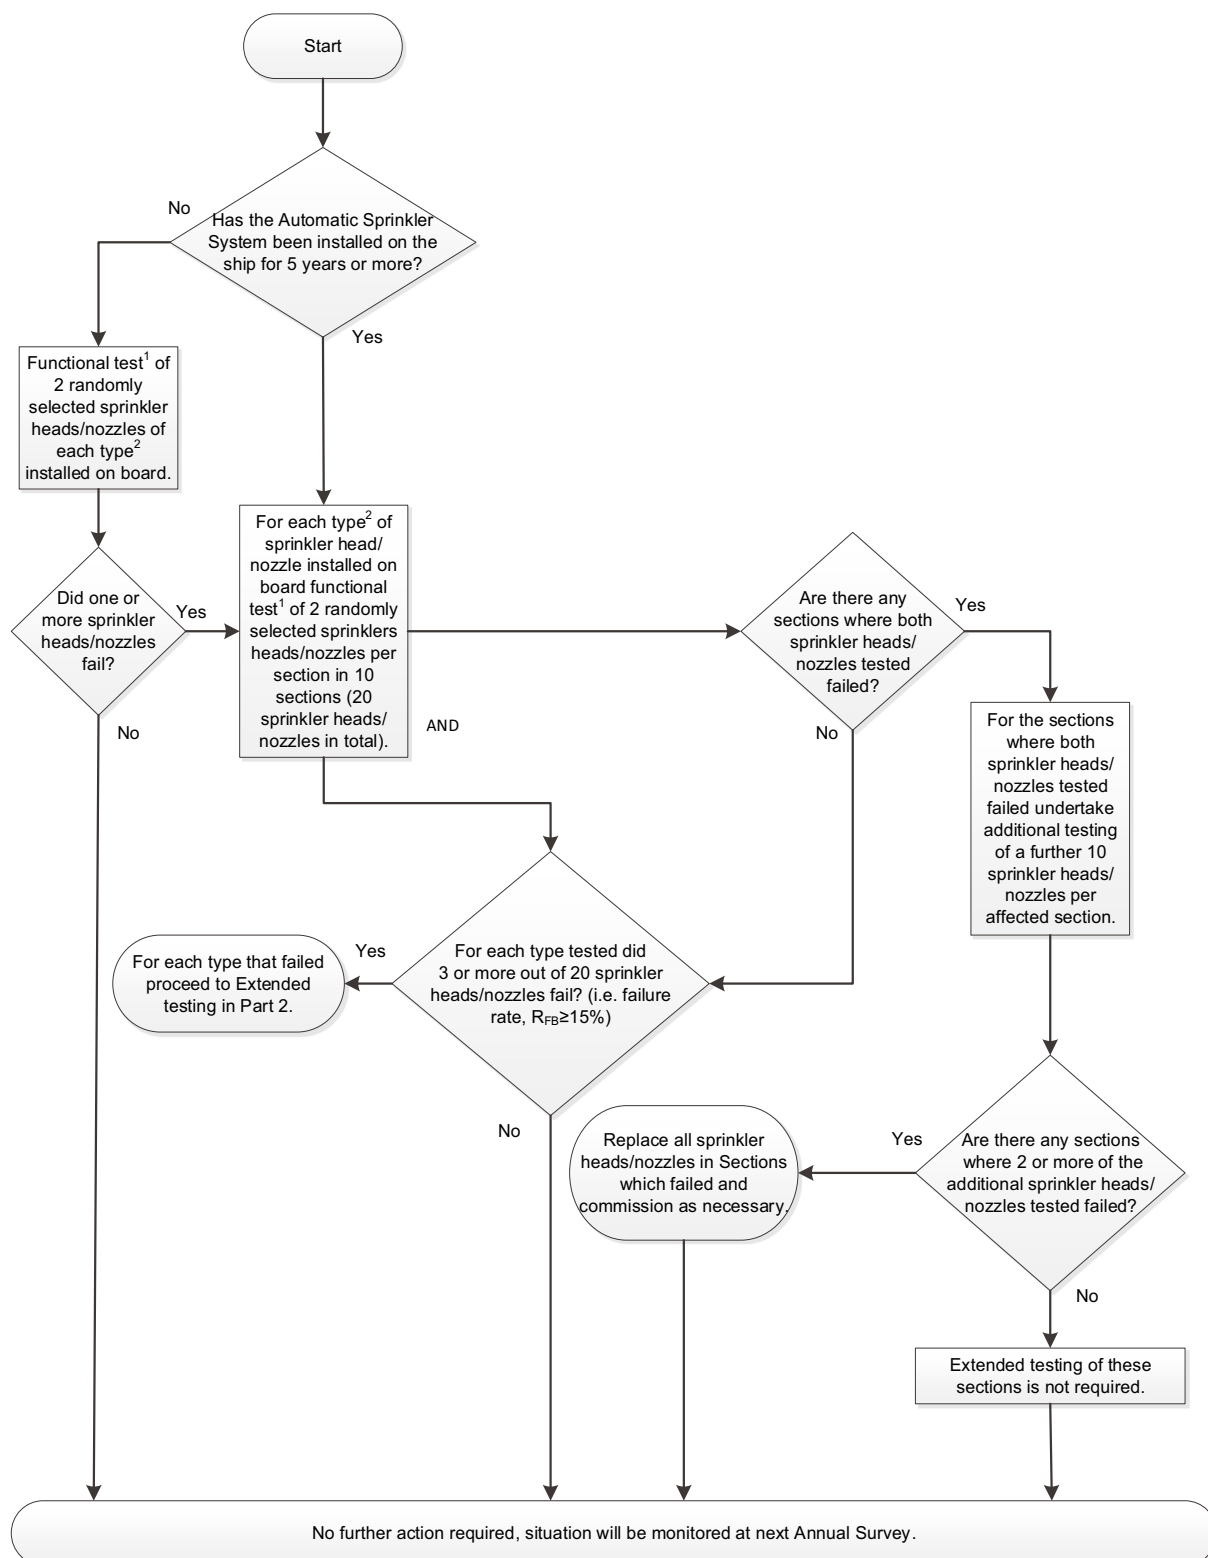 Start
No
Has the Automatic Sprinkler
System been installed on the
ship for 5 years or more?
Yes
Functional test¹ of
2 randomly
selected sprinkler
heads/nozzles of
each type²
installed on board.
Did one or
more sprinkler
heads/nozzles
fail?
Yes
No
For each type² of
sprinkler head/
nozzle installed on
board functional
test¹ of 2 randomly
selected sprinklers
heads/nozzles per
section in 10
sections (20
sprinkler heads/
nozzles in total).
AND
Are there any
sections where both
sprinkler heads/
nozzles tested
failed?
Yes
No
For the sections
where both
sprinkler heads/
nozzles tested
failed undertake
additional testing
of a further 10
sprinkler heads/
nozzles per
affected section.
For each type tested did
3 or more out of 20 sprinkler
heads/nozzles fail? (i.e. failure
rate, R_FB≥15%)
Yes
For each type that failed
proceed to Extended
testing in Part 2.
No
Are there any sections
where 2 or more of the
additional sprinkler heads/
nozzles tested failed?
Yes
Replace all sprinkler
heads/nozzles in Sections
which failed and
commission as necessary.
No
Extended testing of these
sections is not required.
No further action required, situation will be monitored at next Annual Survey.